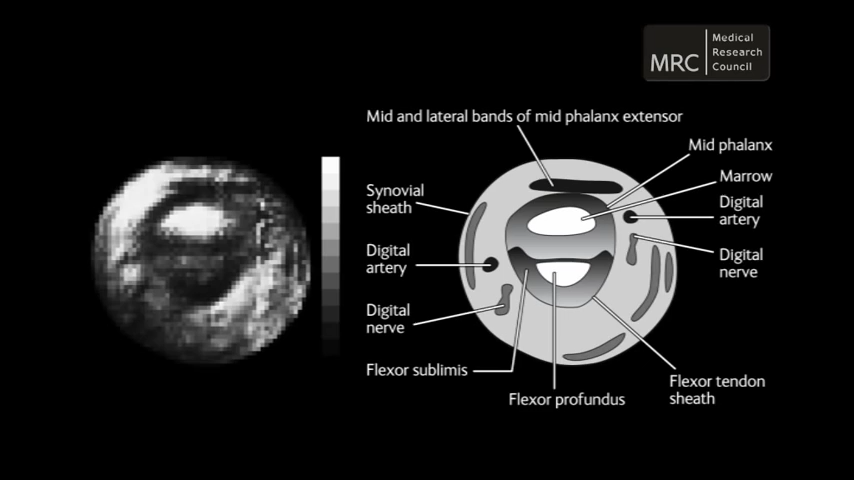 MRC
Medical
Research
Council
Mid and lateral bands of mid phalanx extensor
Mid phalanx
Marrow
Synovial
sheath
Digital
artery
Digital
artery
Digital
nerve
Digital
nerve
Flexor sublimis
Flexor profundus
Flexor tendon
sheath